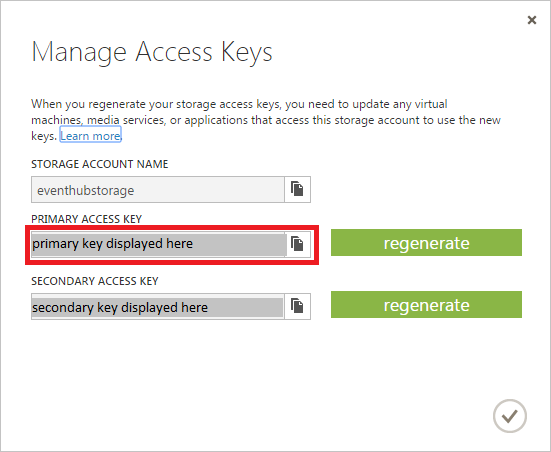 Manage Access Keys
When you regenerate your storage access keys, you need to update any virtual
machines, media services, or applications that access this storage account to use the new
keys. Learn more.
STORAGE ACCOUNT NAME
eventhubstorage
PRIMARY ACCESS KEY
primary key displayed here
regenerate
SECONDARY ACCESS KEY
secondary key displayed here
regenerate